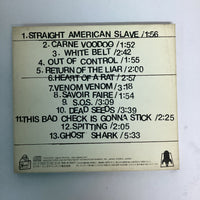 1.STRAIGHT AMERICAN SLAVE/1:56
2.CARNE VOODOO/1:52
3. WHITE BELT/2:42
4. OUT OF CONTROL/1:55
5.RETURN OF THE LIAR/2:20
6.HEART OF A RAT/2:57
7.VENOM VENOM/3:18
8.SAVOIR FAIRE/1:54
9.S.O.S./3:09
10.DEAD SEEDS/3:13
11.THIS BAD CHECK IS GONNA STICK/2:25
12.SPITTING/2:05
13.GHOST SHARK/5:33